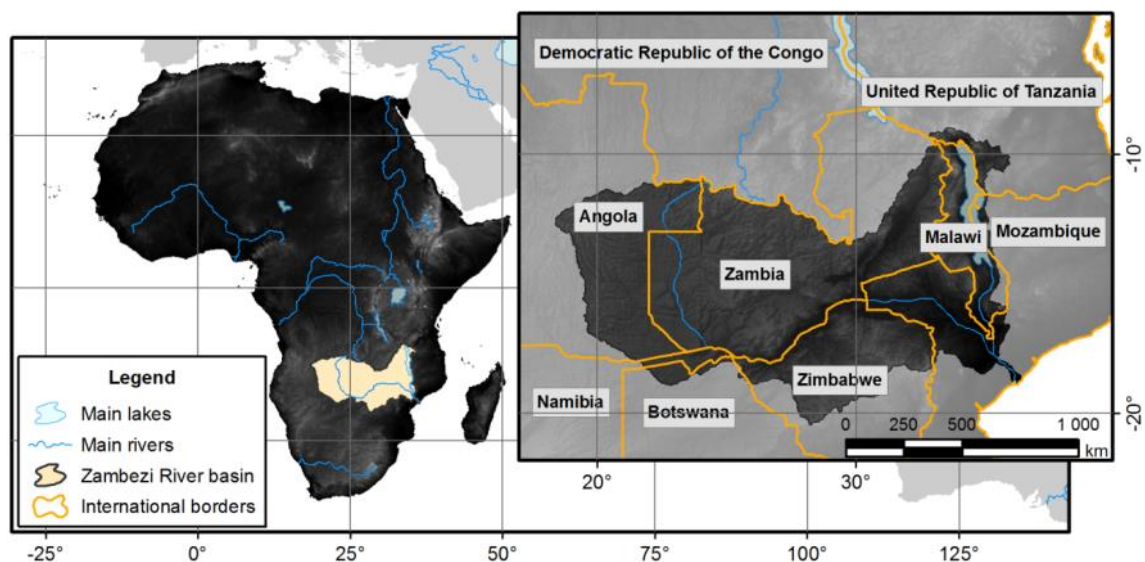 Democratic Republic of the Congo
United Republic of Tanzania
-10°
Angola
Malawi
Mozambique
Zambia
Zimbabwe
Namibia
Botswana
-20°
0 250 500 1 000
km
20° 30°
Legend
Main lakes
Main rivers
Zambezi River basin
International borders
-25° 0° 25° 50° 75° 100° 125°